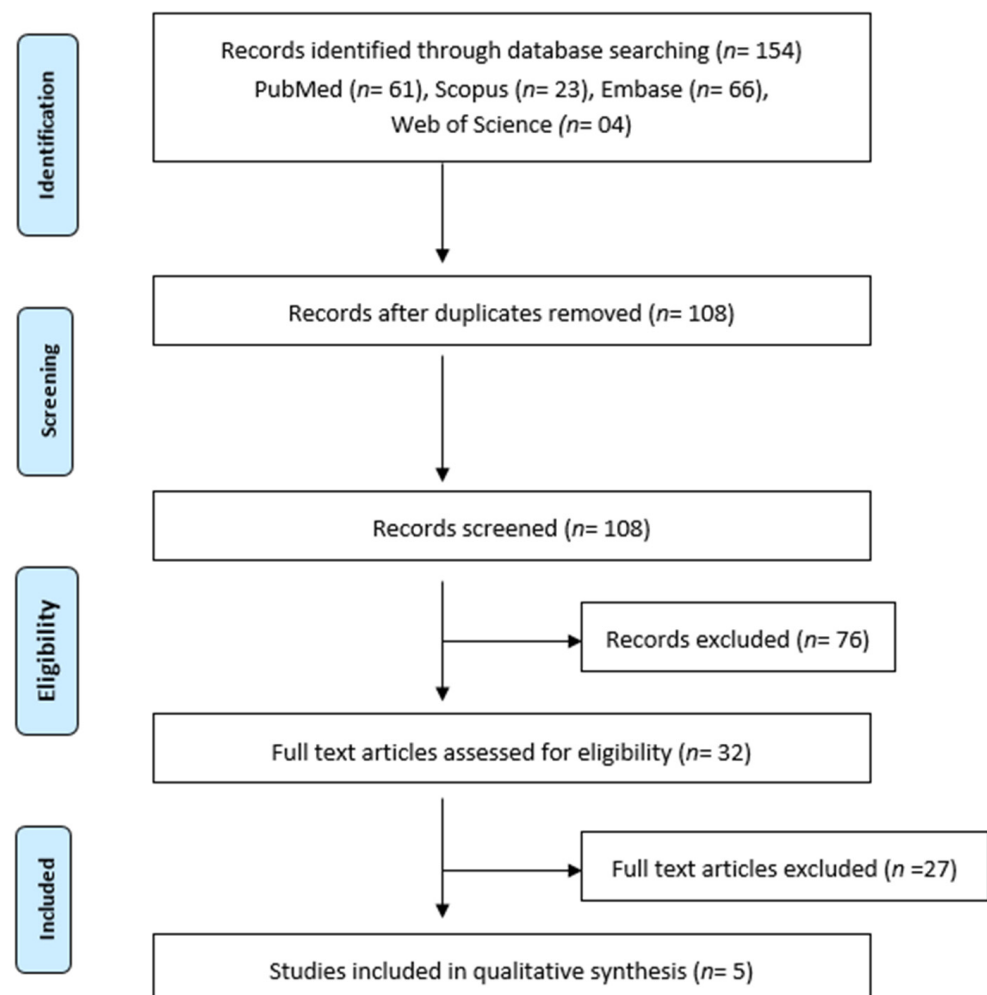 Identification
Records identified through database searching (n= 154)
PubMed (n= 61), Scopus (n= 23), Embase (n= 66),
Web of Science (n= 04)
Screening
Records after duplicates removed (n= 108)
Records screened (n= 108)
Eligibility
Records excluded (n= 76)
Full text articles assessed for eligibility (n= 32)
Included
Full text articles excluded (n =27)
Studies included in qualitative synthesis (n= 5)